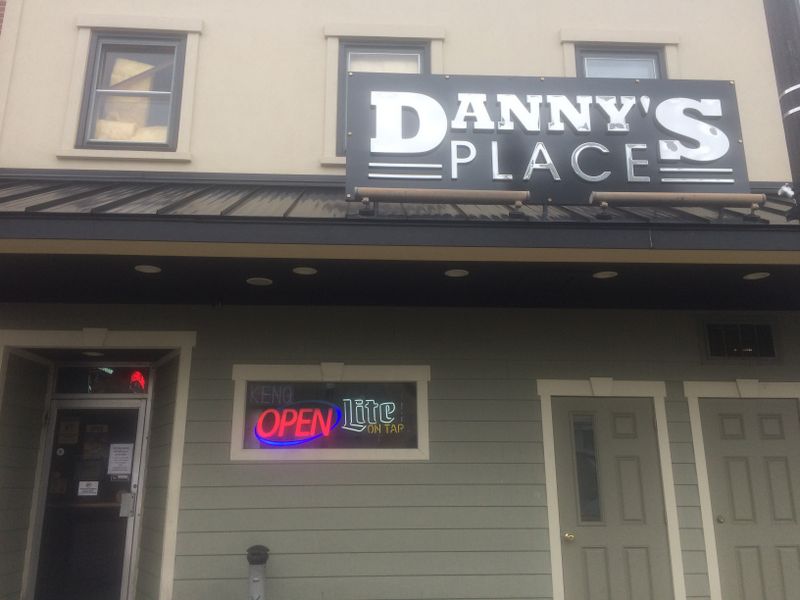 DANNY'S
PLACE
KENO
OPEN
Lite
ON TAP